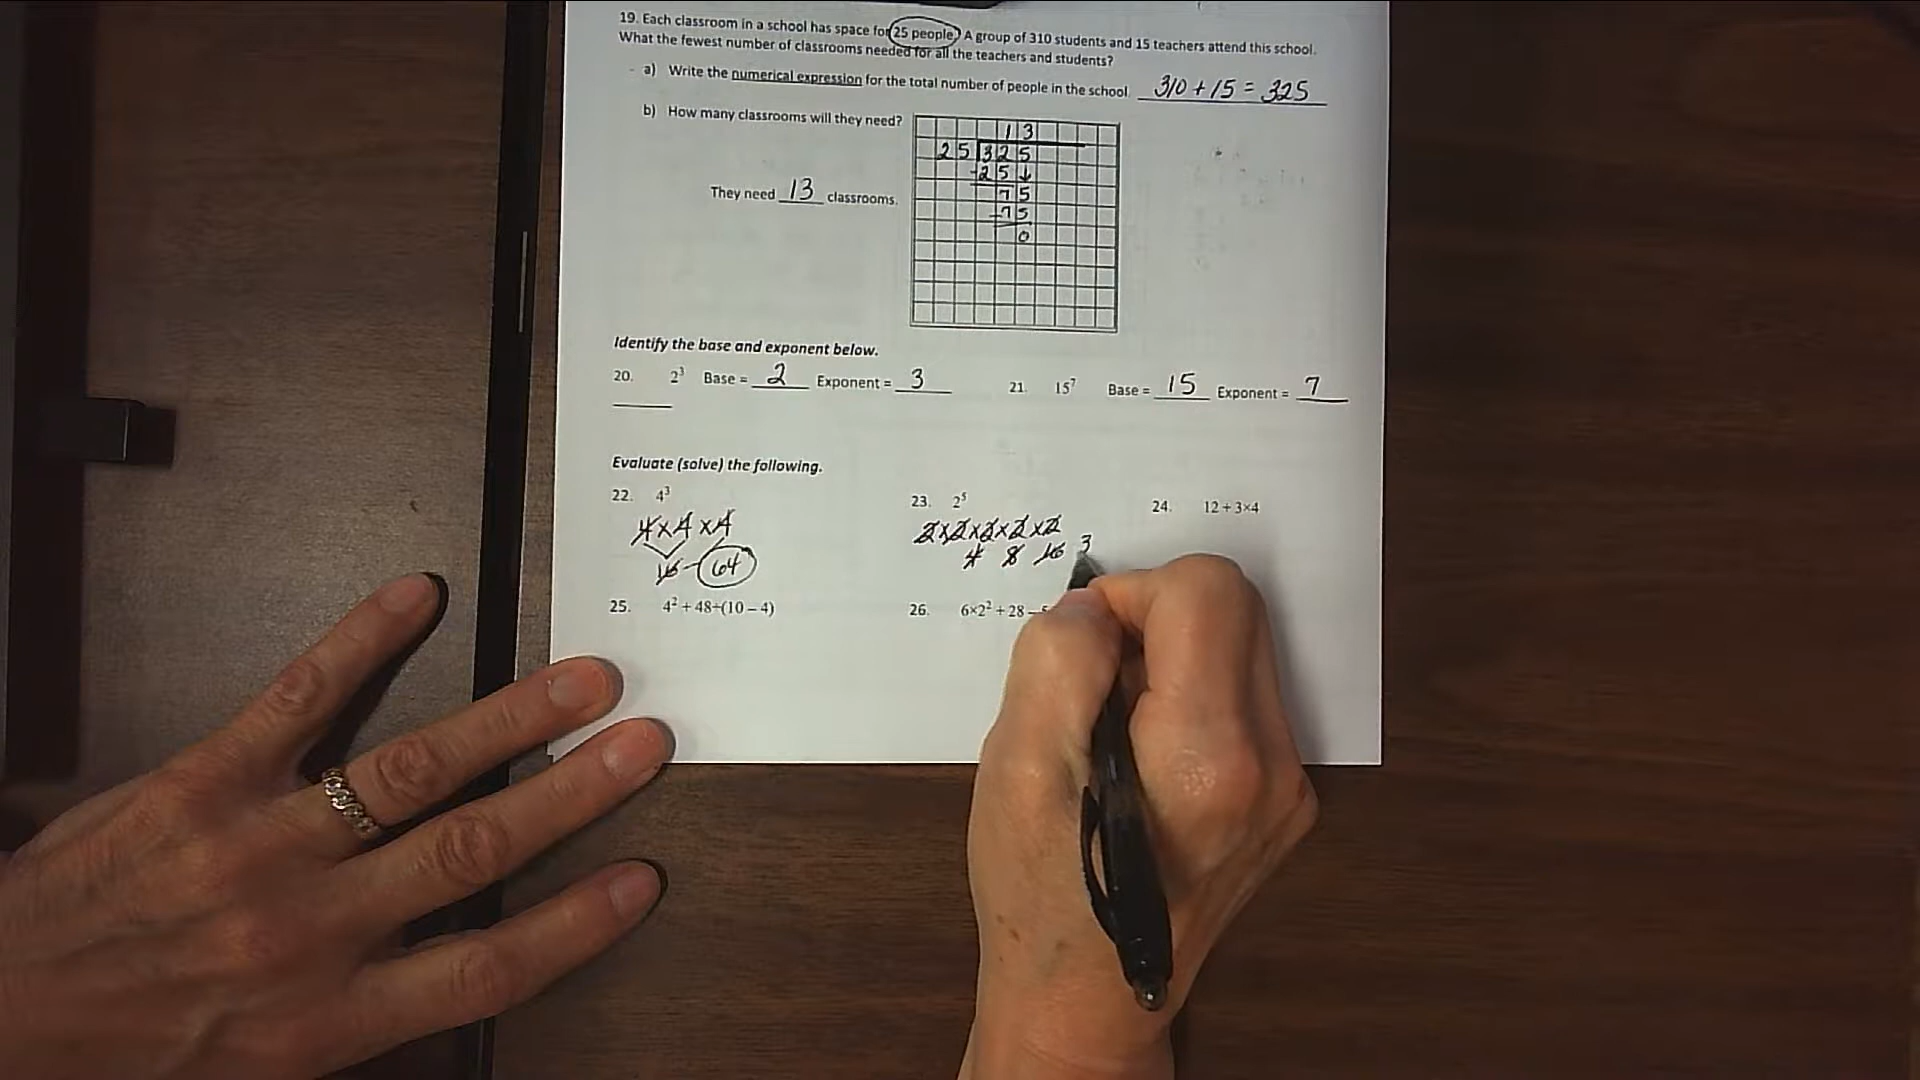 19. Each classroom in a school has space for 25 people. A group of 310 students and 15 teachers attend this school.
What the fewest number of classrooms needed for all the teachers and students?
a) Write the numerical expression for the total number of people in the school. 310 + 15 = 325
b) How many classrooms will they need?
13
25 325
-25
75
-75
0
They need 13 classrooms.
Identify the base and exponent below.
20. 2³ Base = 2 Exponent = 3 21. 15⁷ Base = 15 Exponent = 7
Evaluate (solve) the following.
22. 4³ 23. 2⁵ 24. 12 + 3×4
4×4×4 2×2×2×2×2
16 64 4 8 16 3
25. 4² + 48÷(10 – 4) 26. 6×2² + 28 –